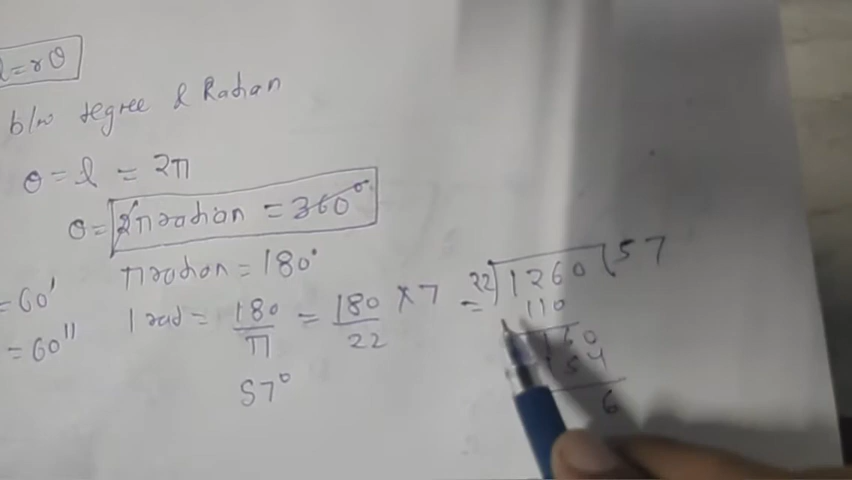 l = rθ
b/w degree & Radian
θ = l = 2π
θ = 2π radian = 360°
π radian = 180°
= 60'
1 rad = 180/π = 180/22 × 7 =
= 60''
57°
22)1260(57
110
160
154
6